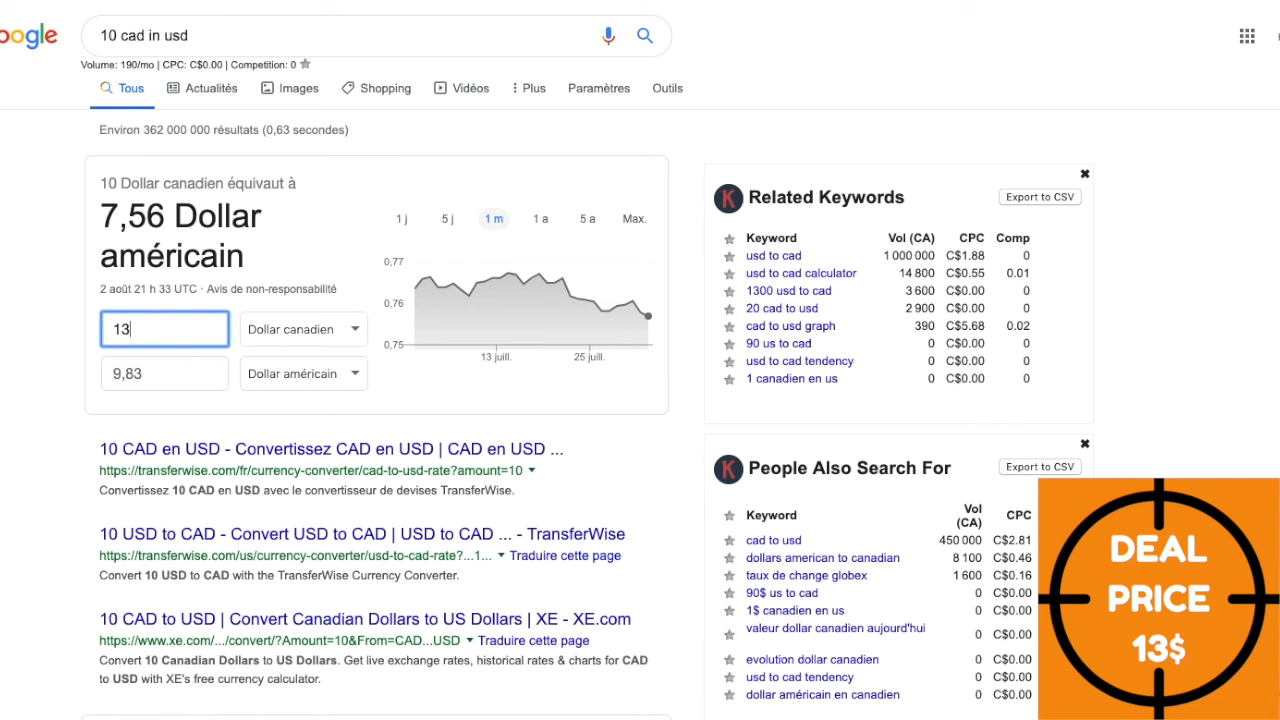 oogle
10 cad in usd
Volume: 190/mo | CPC: C$0.00 | Competition: 0
Tous Actualités Images Shopping Vidéos Plus Paramètres Outils
Environ 362 000 000 résultats (0,63 secondes)
10 Dollar canadien équivaut à
7,56 Dollar
américain
2 août 21 h 33 UTC · Avis de non-responsabilité
13 Dollar canadien
9,83 Dollar américain
1 j 5 j 1 m 1 a 5 a Max.
0,77
0,76
0,75
13 juill. 25 juill.
10 CAD en USD - Convertissez CAD en USD | CAD en USD ...
https://transferwise.com/fr/currency-converter/cad-to-usd-rate?amount=10
Convertissez 10 CAD en USD avec le convertisseur de devises TransferWise.
10 USD to CAD - Convert USD to CAD | USD to CAD ... - TransferWise
https://transferwise.com/us/currency-converter/usd-to-cad-rate?...1... Traduire cette page
Convert 10 USD to CAD with the TransferWise Currency Converter.
10 CAD to USD | Convert Canadian Dollars to US Dollars | XE - XE.com
https://www.xe.com/.../convert/?Amount=10&From=CAD...USD Traduire cette page
Convert 10 Canadian Dollars to US Dollars. Get live exchange rates, historical rates & charts for CAD
to USD with XE's free currency calculator.
K Related Keywords Export to CSV
Keyword Vol (CA) CPC Comp
usd to cad 1 000 000 C$1.88 0
usd to cad calculator 14 800 C$0.55 0.01
1300 usd to cad 3 600 C$0.00 0
20 cad to usd 2 900 C$0.00 0
cad to usd graph 390 C$5.68 0.02
90 us to cad 0 C$0.00 0
usd to cad tendency 0 C$0.00 0
1 canadien en us 0 C$0.00 0
K People Also Search For Export to CSV
Keyword Vol (CA) CPC
cad to usd 450 000 C$2.81
dollars american to canadian 8 100 C$0.46
taux de change globex 1 600 C$0.16
90$ us to cad 0 C$0.00
1$ canadien en us 0 C$0.00
valeur dollar canadien aujourd'hui 0 C$0.00
evolution dollar canadien 0 C$0.00
usd to cad tendency 0 C$0.00
dollar américain en canadien 0 C$0.00
DEAL
PRICE
13$